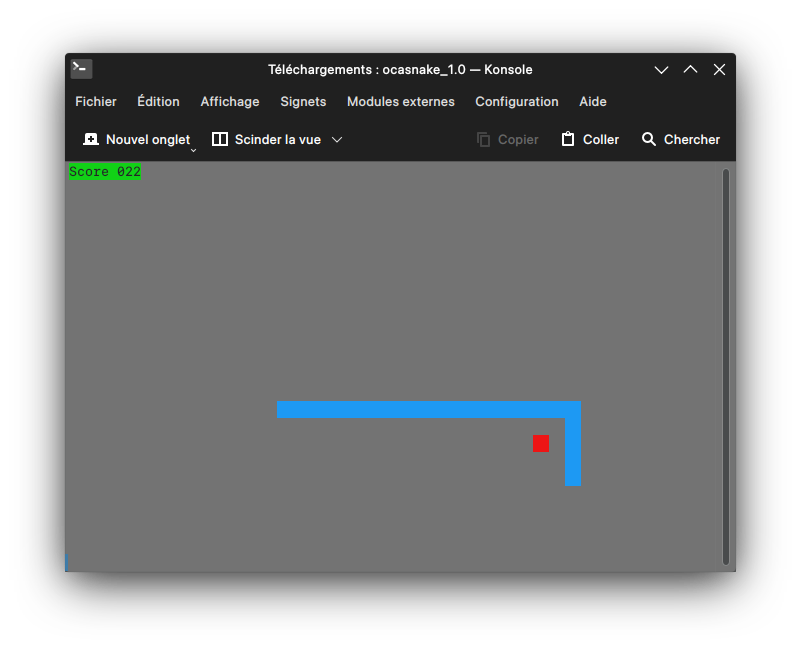 Téléchargements : ocasnake_1.0 — Konsole
Fichier Édition Affichage Signets Modules externes Configuration Aide
Nouvel onglet Scinder la vue Copier Coller Chercher
Score 022